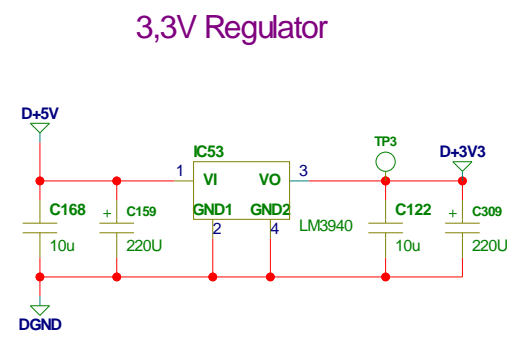 3,3V Regulator
D+5V
IC53
TP3
D+3V3
1
VI
VO
3
C168
+
C159
GND1
GND2
C122
+
C309
2
4
LM3940
10u
220U
10u
220U
DGND